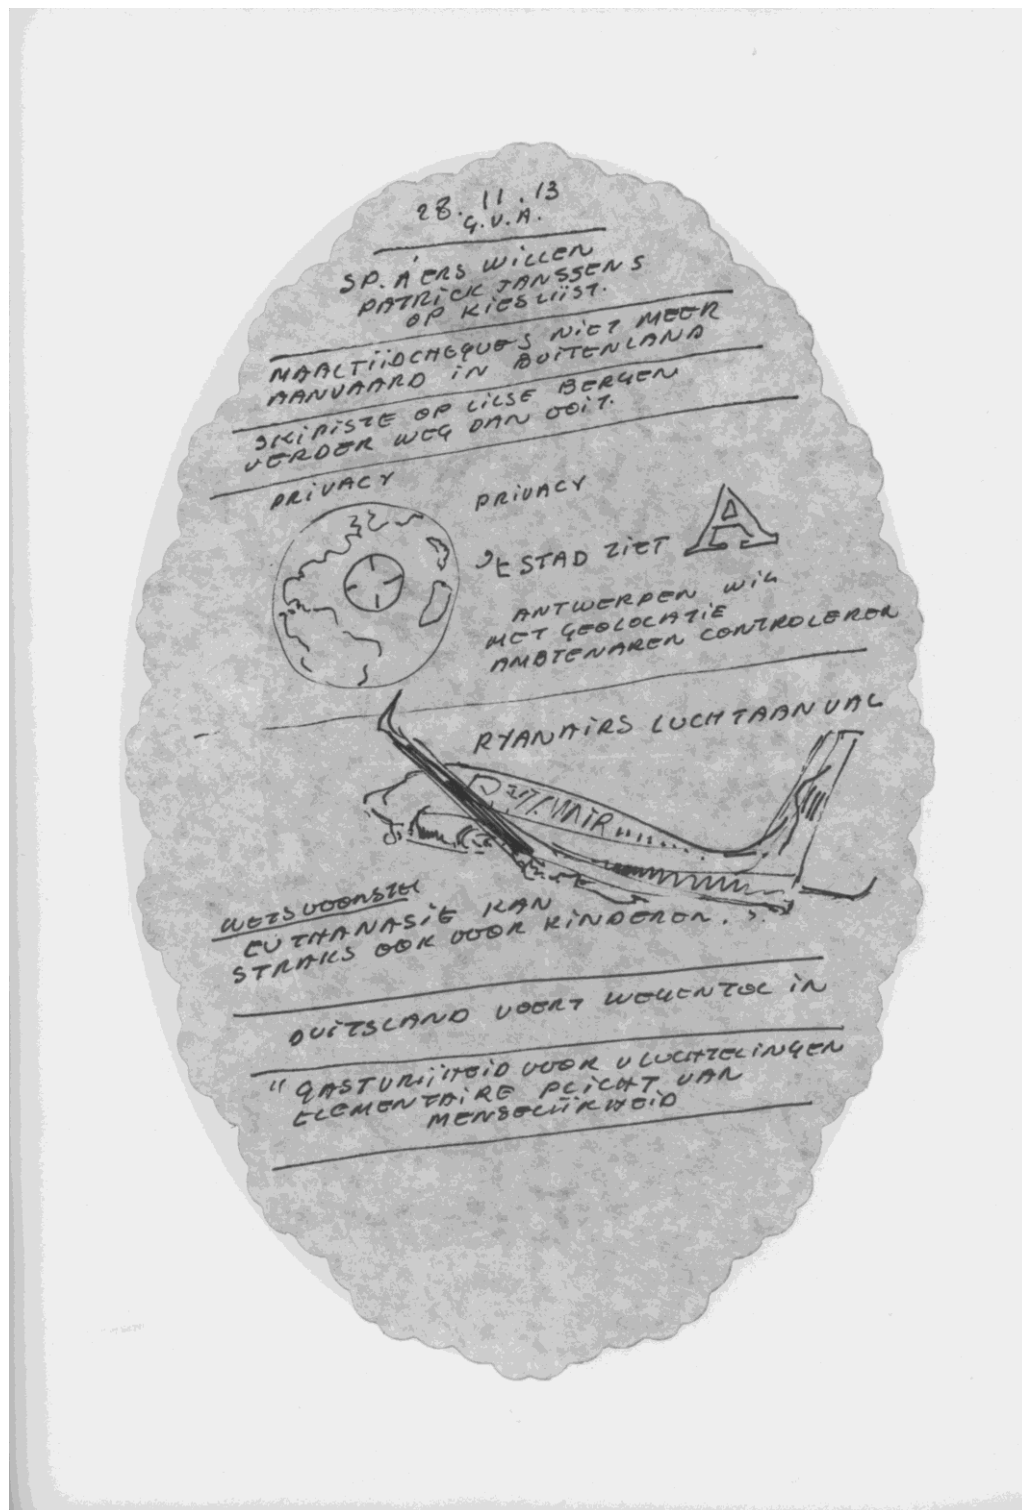 28.11.13
G.V.A.
SP.A'ERS WILLEN
PATRICK JANSSENS
OP KIESLIJST.
MAALTIJDCHEQUES NIET MEER
AANVAARD IN BUITENLAND
SKIPISTE OP LILSE BERGEN
VERDER WEG DAN OOIT.
PRIVACY
PRIVACY
't STAD ZIET A
ANTWERPEN WIL
MET GEOLOCATIE
AMBTENAREN CONTROLEREN
RYANAIRS LUCHTAANVAL
WETSVOORSTEL
EUTHANASIE KAN
STRAKS OOK VOOR KINDEREN...
DUITSLAND VOERT WEGENTOL IN
"GASTVRIJHEID VOOR VLUCHTELINGEN
ELEMENTAIRE PLICHT VAN
MENSELIJKHEID